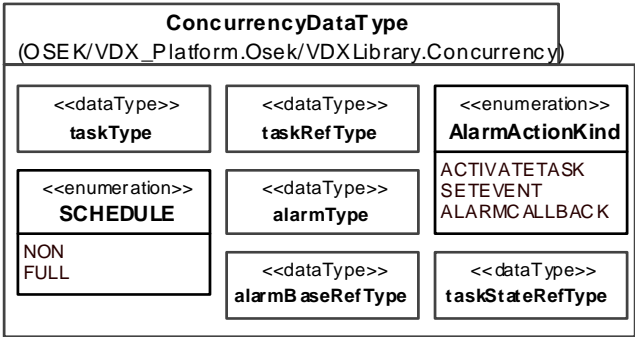 ConcurrencyDataType
(OSEK/VDX_Platform.Osek/VDXLibrary.Concurrency)
<<dataType>>
taskType
<<dataType>>
taskRefType
<<enumeration>>
AlarmActionKind
ACTIVATETASK
SETEVENT
ALARMCALLBACK
<<enumeration>>
SCHEDULE
NON
FULL
<<dataType>>
alarmType
<<dataType>>
alarmBaseRefType
<<dataType>>
taskStateRefType